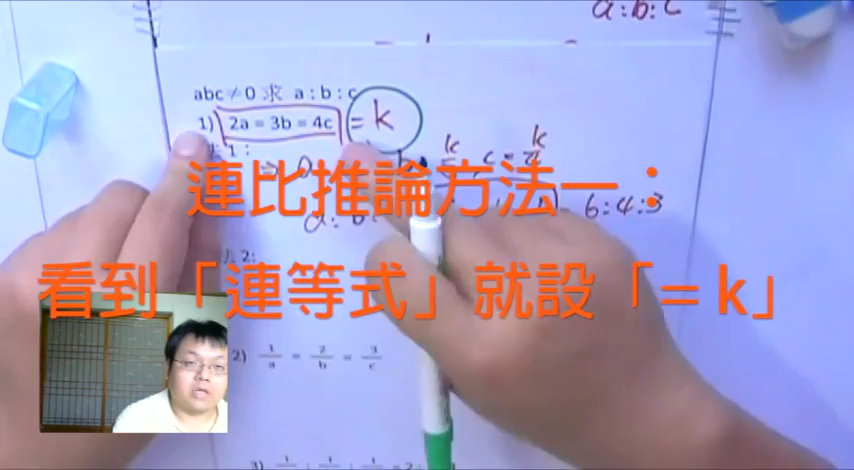 a:b:c
abc≠0 求 a:b:c
1) 2a = 3b = 4c = k
k k
c = 4
6:4:3
連比推論方法一：
看到「連等式」就設「= k」
2) 1/a = 2/b = 3/c
3)